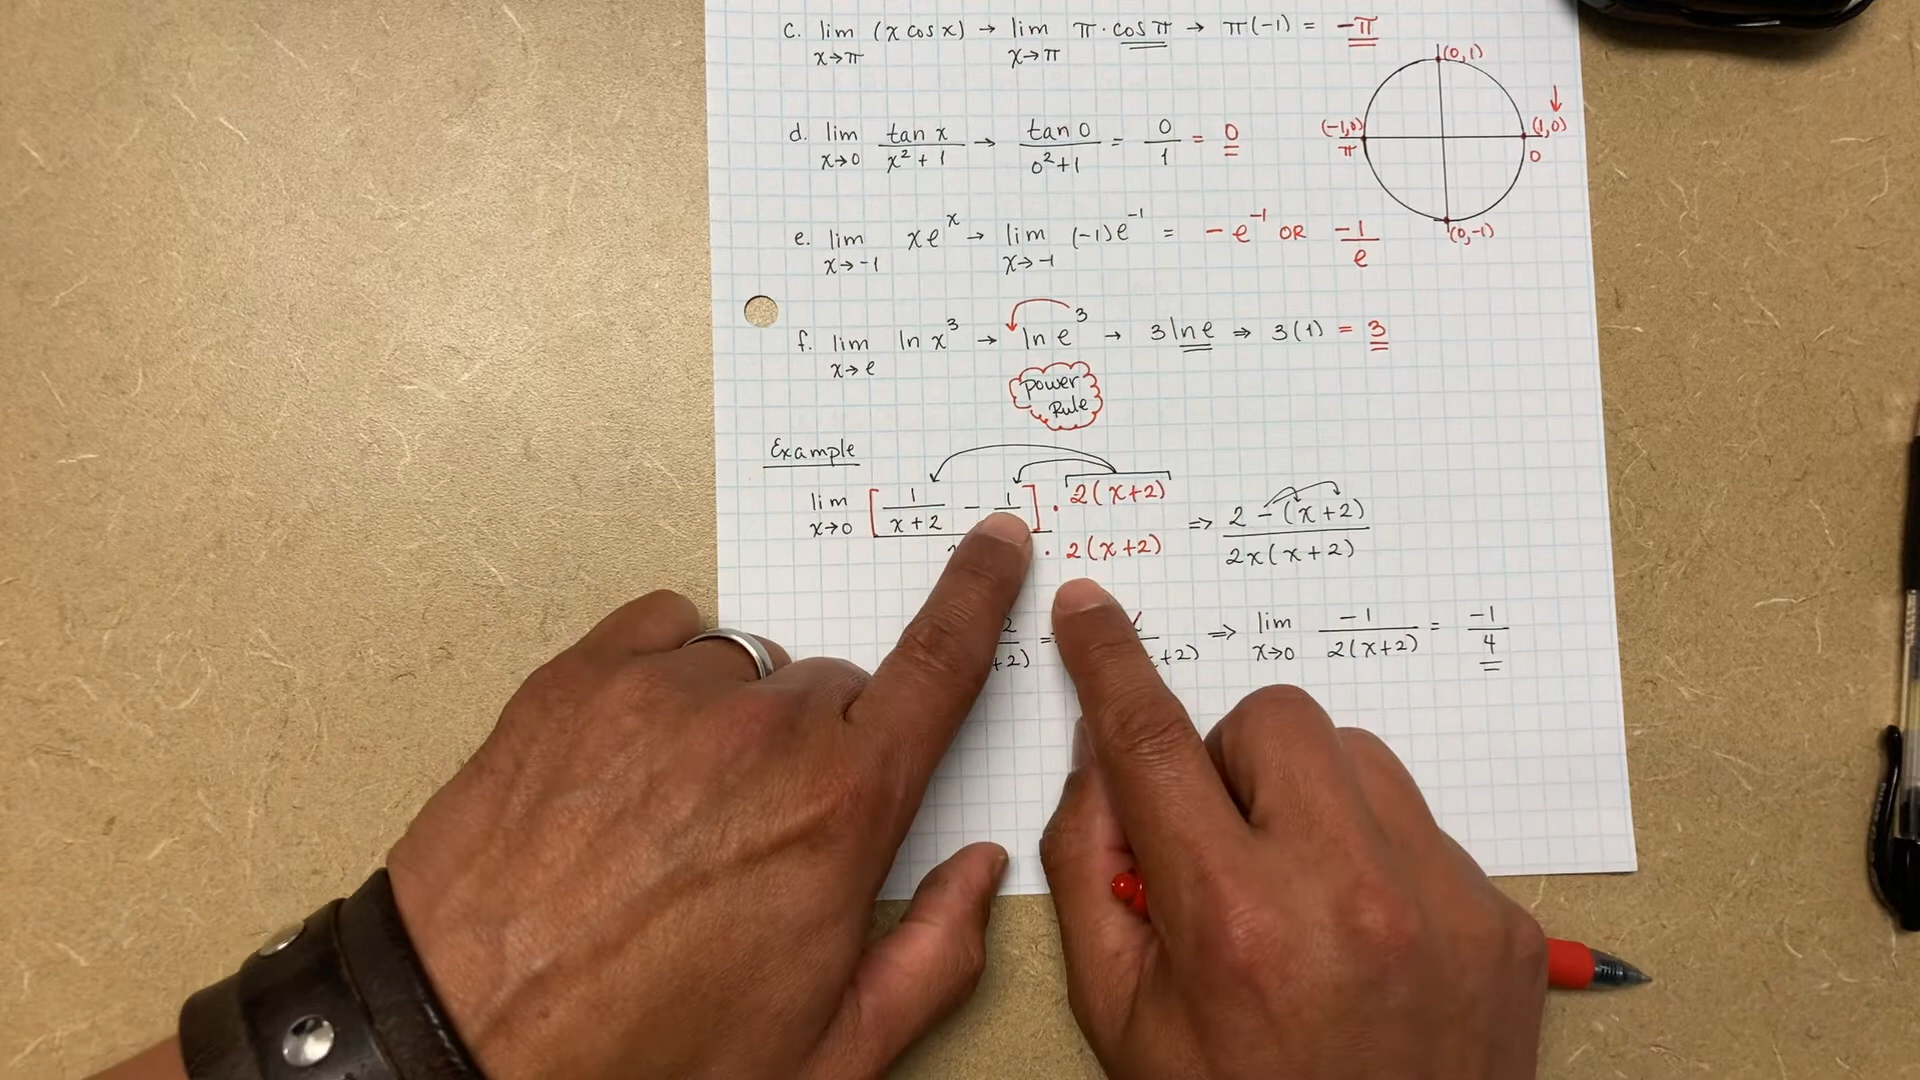 c. lim (x cos x) → lim π · cos π → π(-1) = -π
x→π x→π
(0,1)
d. lim tan x / x² + 1 → tan 0 / 0² + 1 = 0 / 1 = 0
x→0
(-1,0) (1,0)
π 0
(0,-1)
e. lim xeˣ → lim (-1)e⁻¹ = - e⁻¹ OR -1 / e
x→-1 x→-1
f. lim ln x³ → ln e³ → 3 ln e ⇒ 3(1) = 3
x→e
Power
Rule
Example
lim [ 1 / x+2 - 1 ] · 2(x+2) ⇒ 2 - (x+2)
x→0 · 2(x+2) 2x(x+2)
2 / +2) = +2) ⇒ lim -1 / 2(x+2) = -1 / 4
x→0